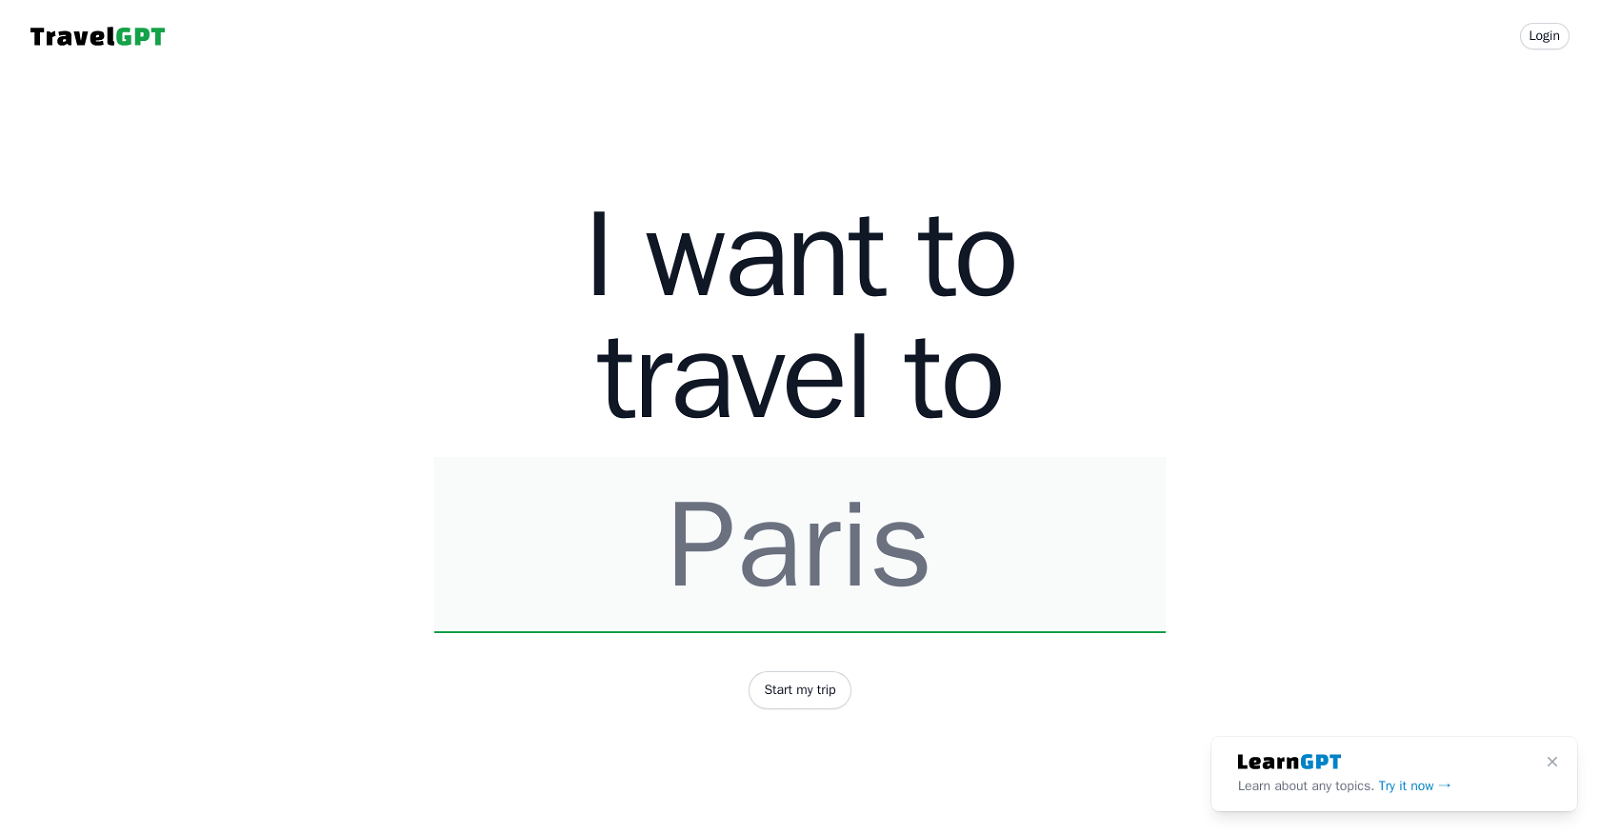 TravelGPT
Login
I want to
travel to
Paris
Start my trip
LearnGPT
Learn about any topics. Try it now →